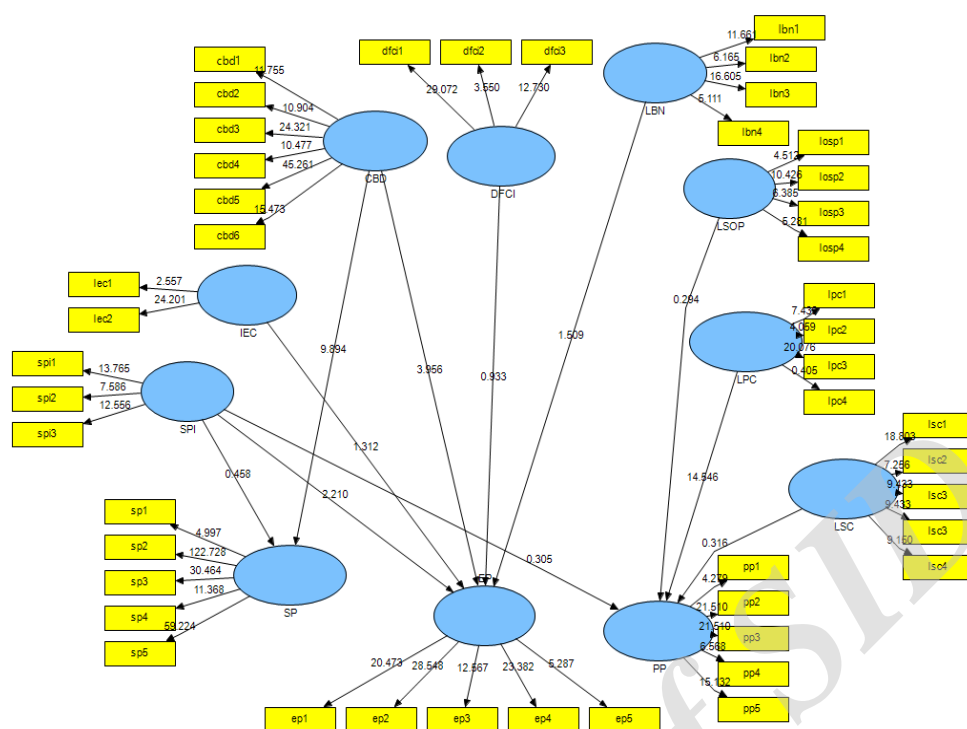 lbn1
11.661
dfci1
dfci2
dfci3
cbd1
11.755
lbn2
6.165
cbd2
10.904
29.072
3.550
12.730
16.605
lbn3
LBN
5.111
cbd3
24.321
lbn4
cbd4
10.477
CBD
DFCI
4.513
losp1
cbd5
45.261
10.426
losp2
6.385
losp3
cbd6
15.473
LSOP
5.281
losp4
lec1
2.557
lec2
24.201
IEC
0.294
lpc1
7.439
4.059
lpc2
9.894
3.956
0.933
1.509
20.076
lpc3
LPC
0.405
lpc4
spi1
13.765
spi2
7.586
spi3
12.556
SPI
lsc1
18.803
1.312
lsc2
7.256
0.458
2.210
14.546
9.433
lsc3
LSC
9.433
lsc3
sp1
4.997
0.305
0.316
9.150
lsc4
sp2
122.728
pp1
4.279
sp3
30.464
EP
21.510
pp2
sp4
11.368
SP
21.510
pp3
sp5
59.224
6.568
pp4
PP
15.132
pp5
20.473
28.548
12.567
23.382
5.287
ep1
ep2
ep3
ep4
ep5
f SID